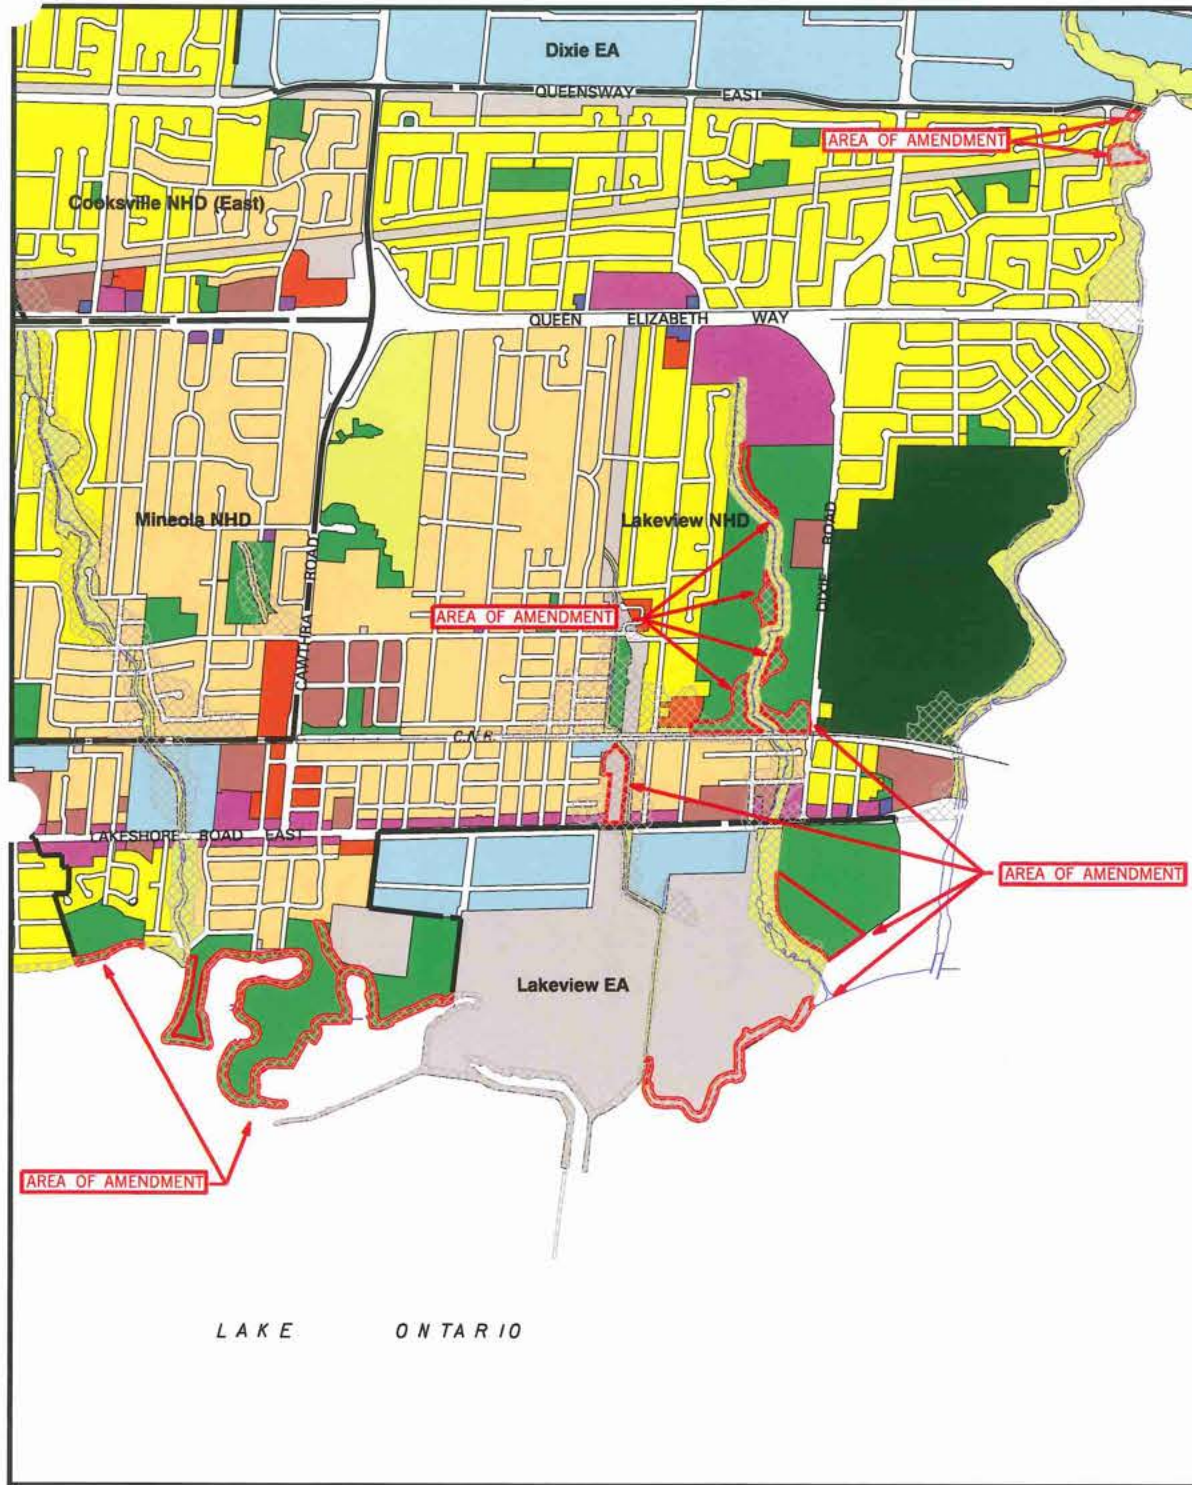 Dixie EA
QUEENSWAY EAST
AREA OF AMENDMENT
Cooksville NHD (East)
QUEEN ELIZABETH WAY
Mineola NHD
Lakeview NHD
DIXIE ROAD
CAWTHRA ROAD
AREA OF AMENDMENT
C.N.R.
LAKESHORE ROAD EAST
AREA OF AMENDMENT
Lakeview EA
AREA OF AMENDMENT
LAKE ONTARIO